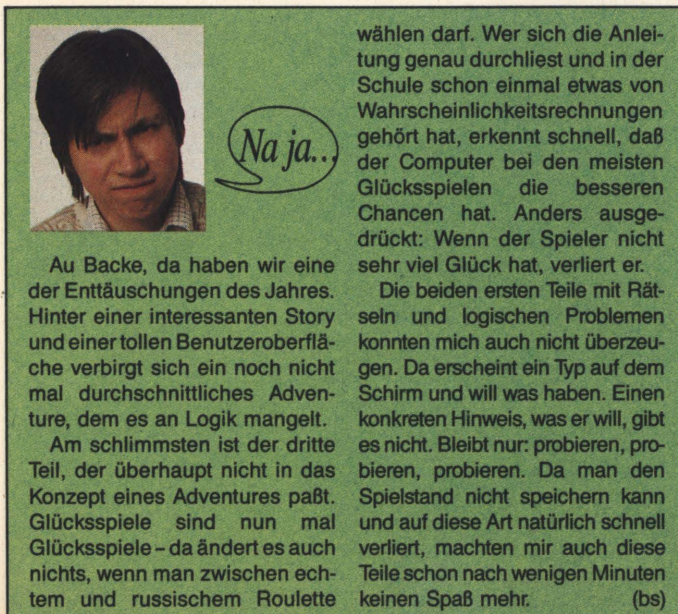 Na ja...
Au Backe, da haben wir eine
der Enttäuschungen des Jahres.
Hinter einer interessanten Story
und einer tollen Benutzeroberflä-
che verbirgt sich ein noch nicht
mal durchschnittliches Adven-
ture, dem es an Logik mangelt.
Am schlimmsten ist der dritte
Teil, der überhaupt nicht in das
Konzept eines Adventures paßt.
Glücksspiele sind nun mal
Glücksspiele – da ändert es auch
nichts, wenn man zwischen ech-
tem und russischem Roulette
wählen darf. Wer sich die Anlei-
tung genau durchliest und in der
Schule schon einmal etwas von
Wahrscheinlichkeitsrechnungen
gehört hat, erkennt schnell, daß
der Computer bei den meisten
Glücksspielen die besseren
Chancen hat. Anders ausge-
drückt: Wenn der Spieler nicht
sehr viel Glück hat, verliert er.
Die beiden ersten Teile mit Rät-
seln und logischen Problemen
konnten mich auch nicht überzeu-
gen. Da erscheint ein Typ auf dem
Schirm und will was haben. Einen
konkreten Hinweis, was er will, gibt
es nicht. Bleibt nur: probieren, pro-
bieren, probieren. Da man den
Spielstand nicht speichern kann
und auf diese Art natürlich schnell
verliert, machten mir auch diese
Teile schon nach wenigen Minuten
keinen Spaß mehr. (bs)